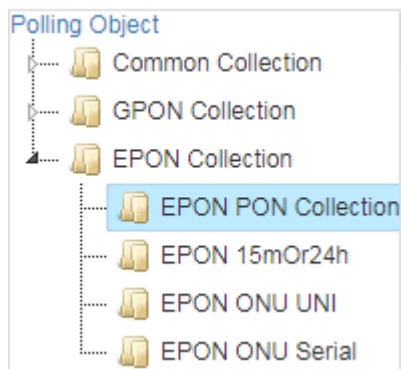 Polling Object
Common Collection
GPON Collection
EPON Collection
EPON PON Collection
EPON 15mOr24h
EPON ONU UNI
EPON ONU Serial